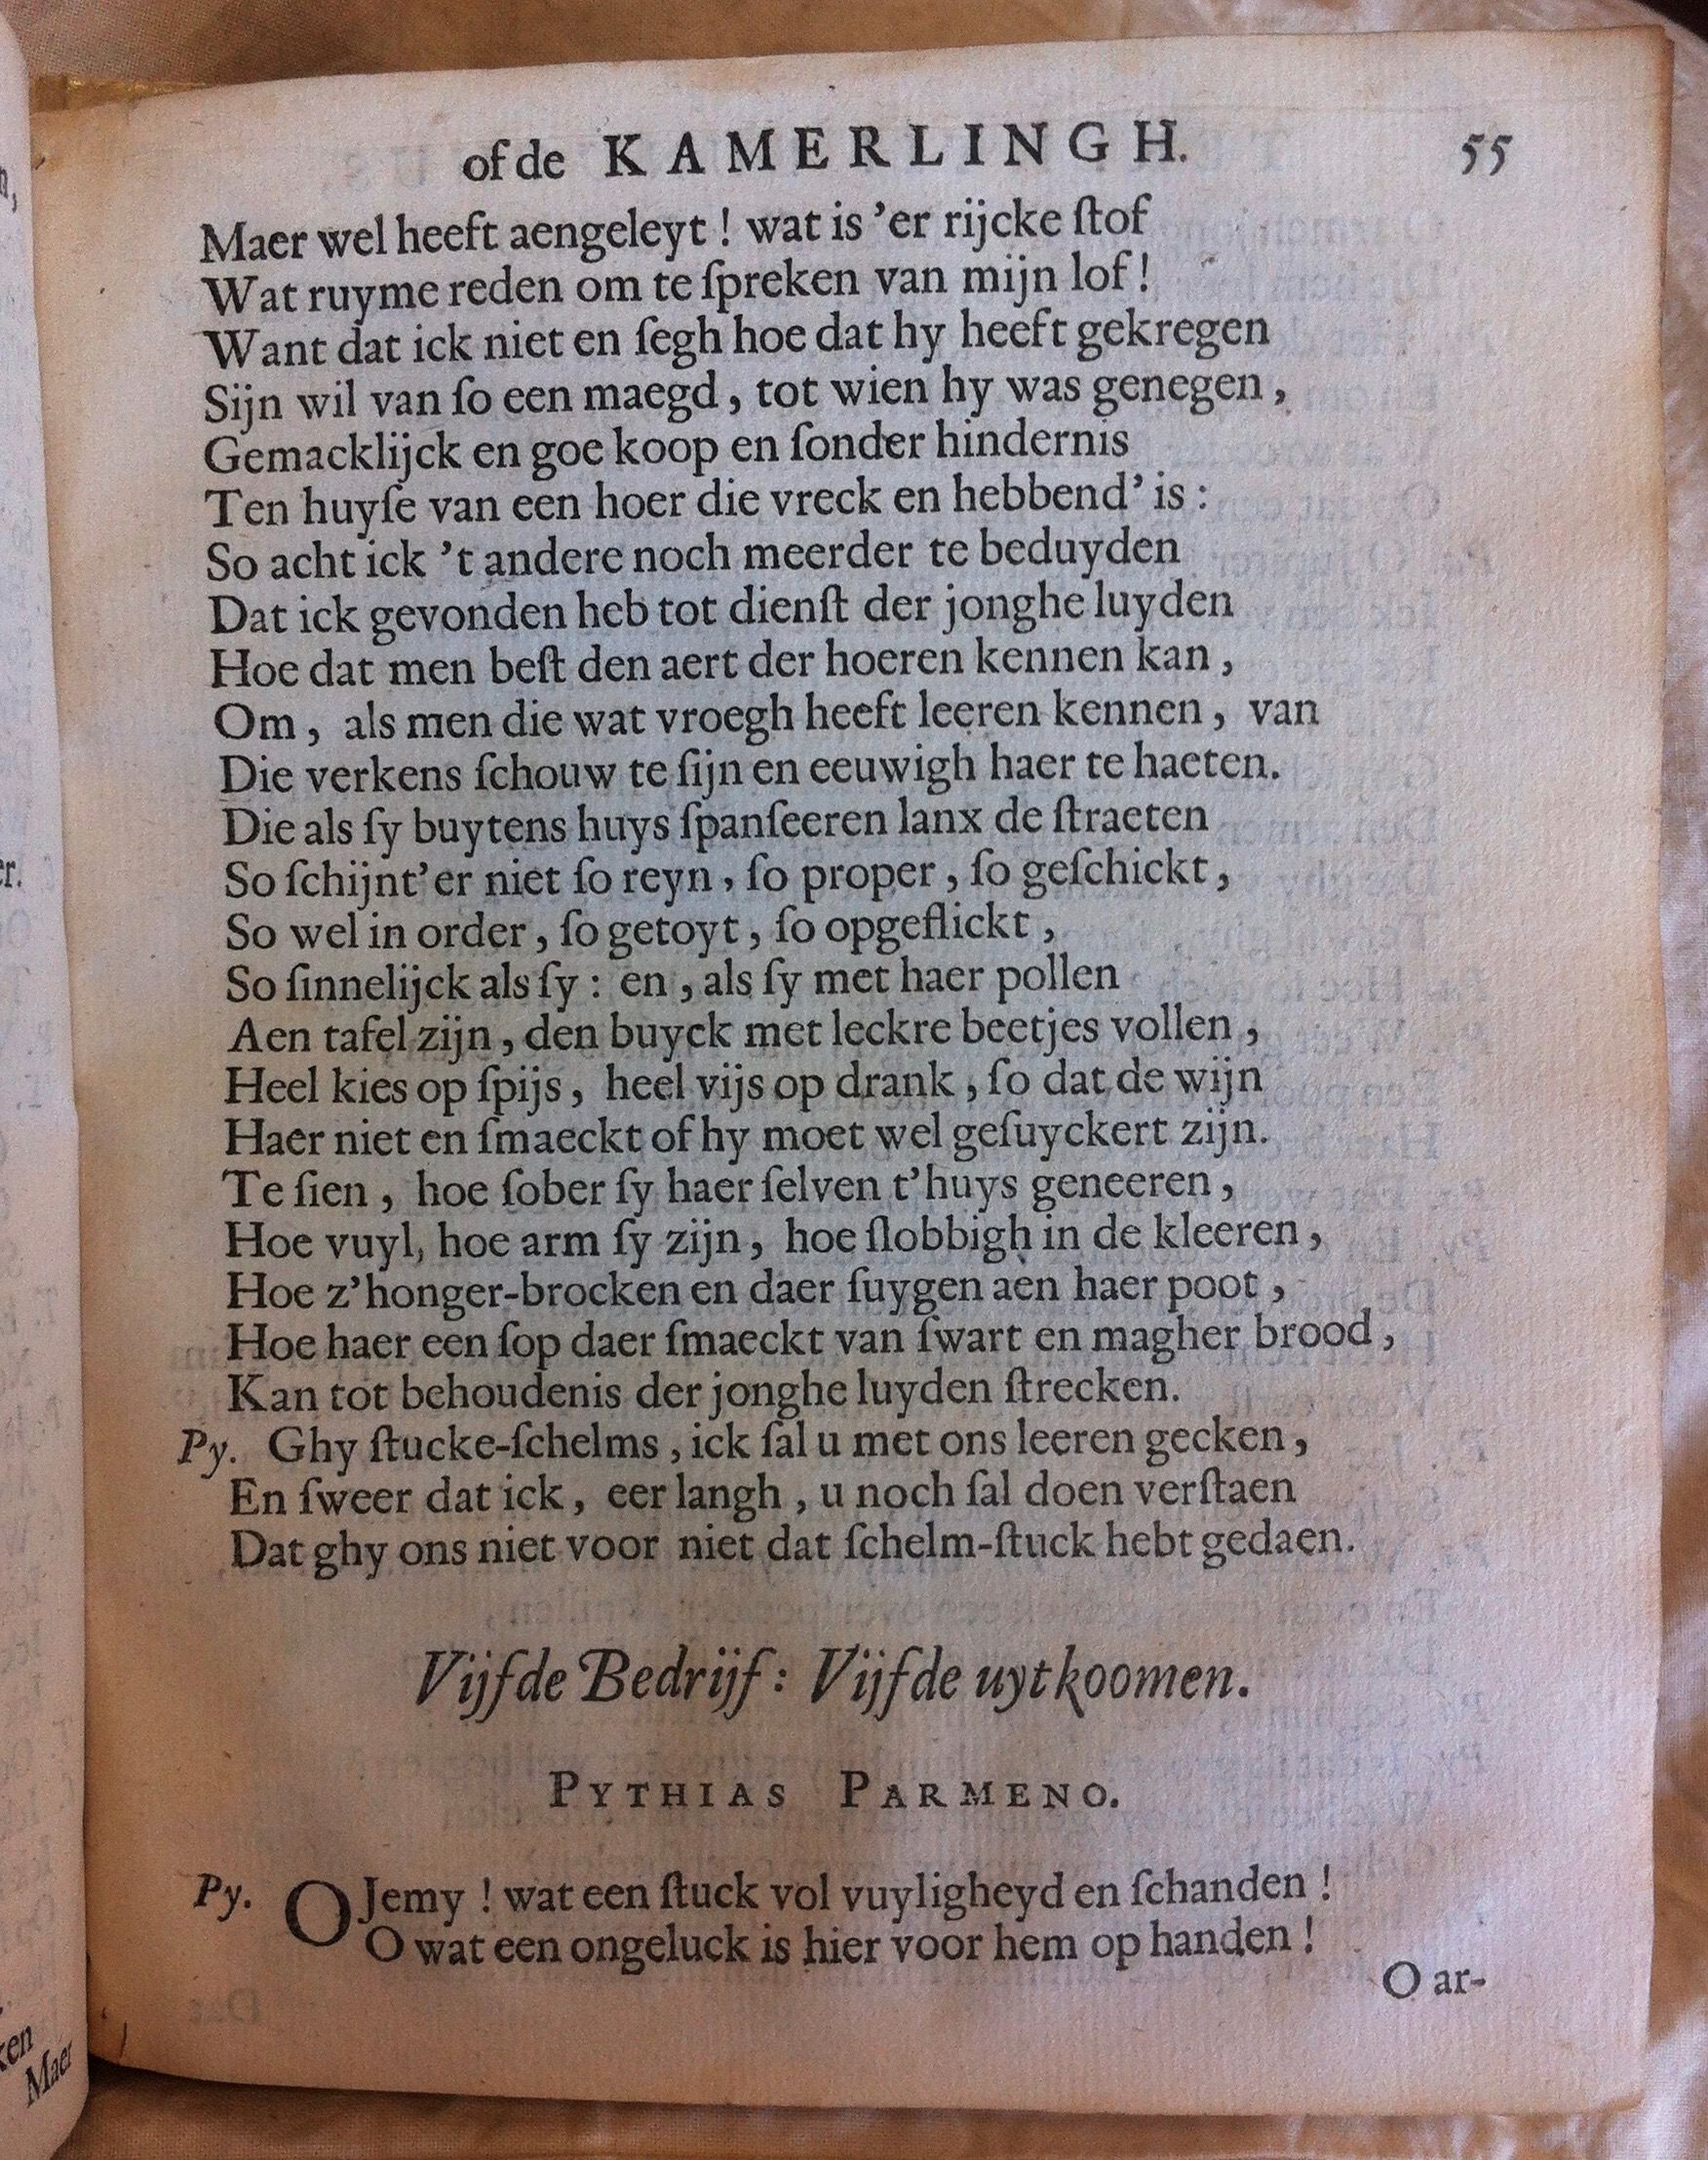 of de KAMERLINGH. 55
Maer wel heeft aengeleyt ! wat is ’er rijcke ſtof
Wat ruyme reden om te ſpreken van mijn lof !
Want dat ick niet en ſegh hoe dat hy heeft gekregen
Sijn wil van ſo een maegd, tot wien hy was genegen,
Gemacklijck en goe koop en ſonder hindernis
Ten huyſe van een hoer die vreck en hebbend’ is :
So acht ick ’t andere noch meerder te beduyden
Dat ick gevonden heb tot dienſt der jonghe luyden
Hoe dat men beſt den aert der hoeren kennen kan,
Om, als men die wat vroegh heeft leeren kennen, van
Die verkens ſchouw te ſijn en eeuwigh haer te haeten.
Die als ſy buytens huys ſpanſeeren lanx de ſtraeten
So ſchijnt’er niet ſo reyn, ſo proper, ſo geſchickt,
So wel in order, ſo getoyt, ſo opgeflickt,
So ſinnelijck als ſy : en, als ſy met haer pollen
Aen tafel zijn, den buyck met leckre beetjes vollen,
Heel kies op ſpijs, heel vijs op drank, ſo dat de wijn
Haer niet en ſmaeckt of hy moet wel geſuyckert zijn.
Te ſien, hoe ſober ſy haer ſelven t’huys geneeren,
Hoe vuyl, hoe arm ſy zijn, hoe ſlobbigh in de kleeren,
Hoe z’honger-brocken en daer ſuygen aen haer poot,
Hoe haer een ſop daer ſmaeckt van ſwart en magher brood,
Kan tot behoudenis der jonghe luyden ſtrecken.
Py. Ghy ſtucke-ſchelms, ick ſal u met ons leeren gecken,
En ſweer dat ick, eer langh, u noch ſal doen verſtaen
Dat ghy ons niet voor niet dat ſchelm-ſtuck hebt gedaen.
Vijfde Bedrijf : Vijfde uytkoomen.
PYTHIAS PARMENO.
Py. O Jemy ! wat een ſtuck vol vuyligheyd en ſchanden !
O wat een ongeluck is hier voor hem op handen !
O ar-
ken
Maer